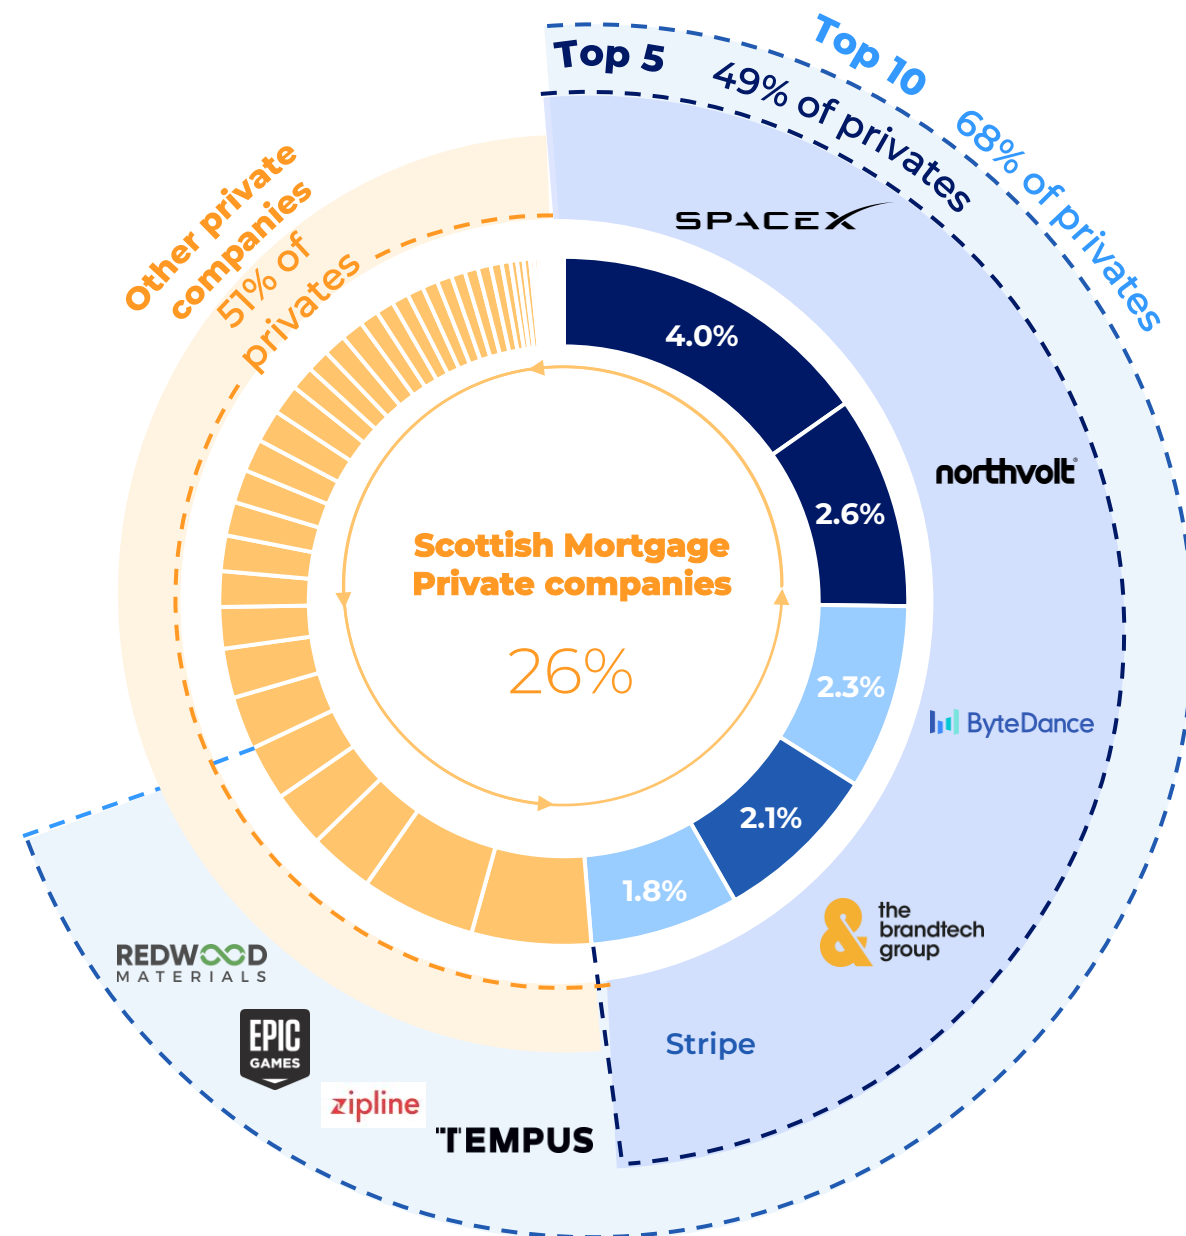 Top 5
49% of privates
Top 10
68% of privates
Other private
companies
51% of
privates
SPACEX
4.0%
northvolt
2.6%
Scottish Mortgage
Private companies
26%
2.3%
ByteDance
2.1%
1.8%
&
the
brandtech
group
Stripe
REDWOOD
MATERIALS
EPIC
GAMES
zipline
TEMPUS